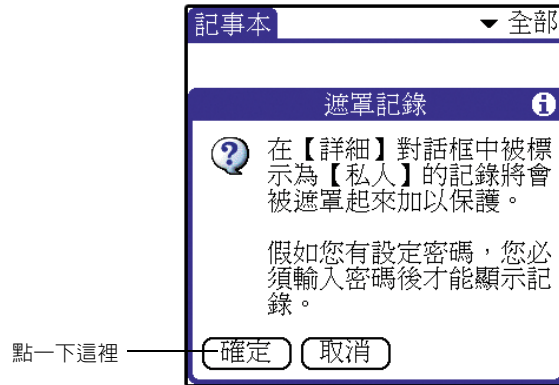 記事本
全部
遮罩記錄
在【詳細】對話框中被標
示為【私人】的記錄將會
被遮罩起來加以保護。
假如您有設定密碼，您必
須輸入密碼後才能顯示記
錄。
點一下這裡
確定
取消